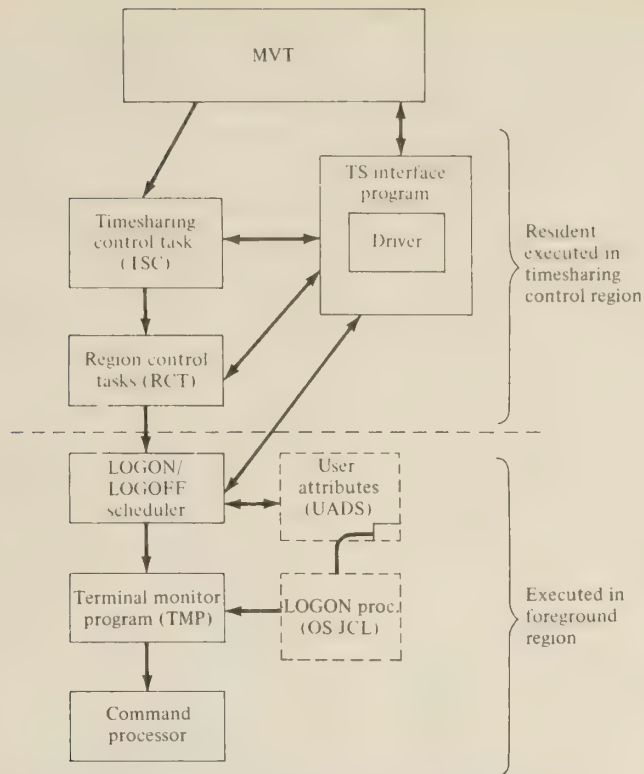 MVT
TS interface
program
Driver
Timesharing
control task
(TSC)
Resident
executed in
timesharing
control region
Region control
tasks (RCT)
LOGON/
LOGOFF
scheduler
User
attributes
(UADS)
Terminal monitor
program (TMP)
LOGON proc.
(OS JCL)
Executed in
foreground
region
Command
processor